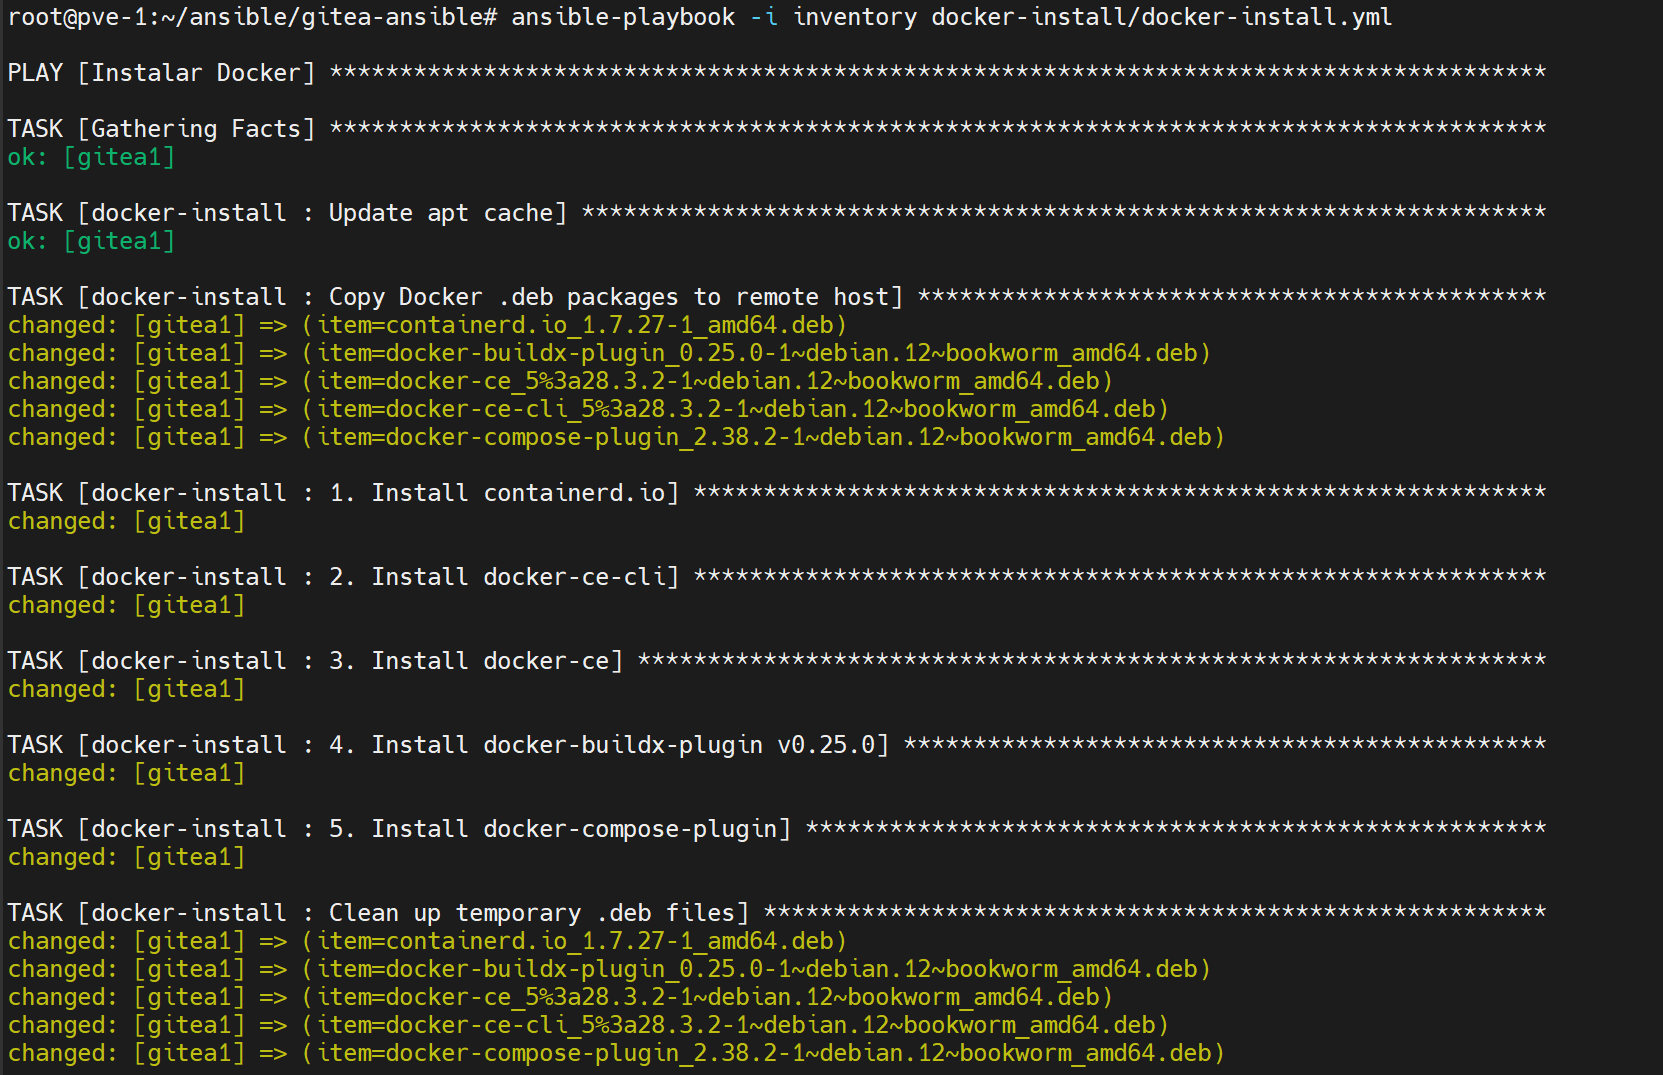 root@pve-1:~/ansible/gitea-ansible# ansible-playbook -i inventory docker-install/docker-install.yml
PLAY [Instalar Docker] ***************************************************************************************
TASK [Gathering Facts] ***************************************************************************************
ok: [gitea1]
TASK [docker-install : Update apt cache] *********************************************************************
ok: [gitea1]
TASK [docker-install : Copy Docker .deb packages to remote host] *********************************************
changed: [gitea1] => (item=containerd.io_1.7.27-1_amd64.deb)
changed: [gitea1] => (item=docker-buildx-plugin_0.25.0-1~debian.12~bookworm_amd64.deb)
changed: [gitea1] => (item=docker-ce_5%3a28.3.2-1~debian.12~bookworm_amd64.deb)
changed: [gitea1] => (item=docker-ce-cli_5%3a28.3.2-1~debian.12~bookworm_amd64.deb)
changed: [gitea1] => (item=docker-compose-plugin_2.38.2-1~debian.12~bookworm_amd64.deb)
TASK [docker-install : 1. Install containerd.io] *************************************************************
changed: [gitea1]
TASK [docker-install : 2. Install docker-ce-cli] *************************************************************
changed: [gitea1]
TASK [docker-install : 3. Install docker-ce] *****************************************************************
changed: [gitea1]
TASK [docker-install : 4. Install docker-buildx-plugin v0.25.0] **********************************************
changed: [gitea1]
TASK [docker-install : 5. Install docker-compose-plugin] *****************************************************
changed: [gitea1]
TASK [docker-install : Clean up temporary .deb files] ********************************************************
changed: [gitea1] => (item=containerd.io_1.7.27-1_amd64.deb)
changed: [gitea1] => (item=docker-buildx-plugin_0.25.0-1~debian.12~bookworm_amd64.deb)
changed: [gitea1] => (item=docker-ce_5%3a28.3.2-1~debian.12~bookworm_amd64.deb)
changed: [gitea1] => (item=docker-ce-cli_5%3a28.3.2-1~debian.12~bookworm_amd64.deb)
changed: [gitea1] => (item=docker-compose-plugin_2.38.2-1~debian.12~bookworm_amd64.deb)